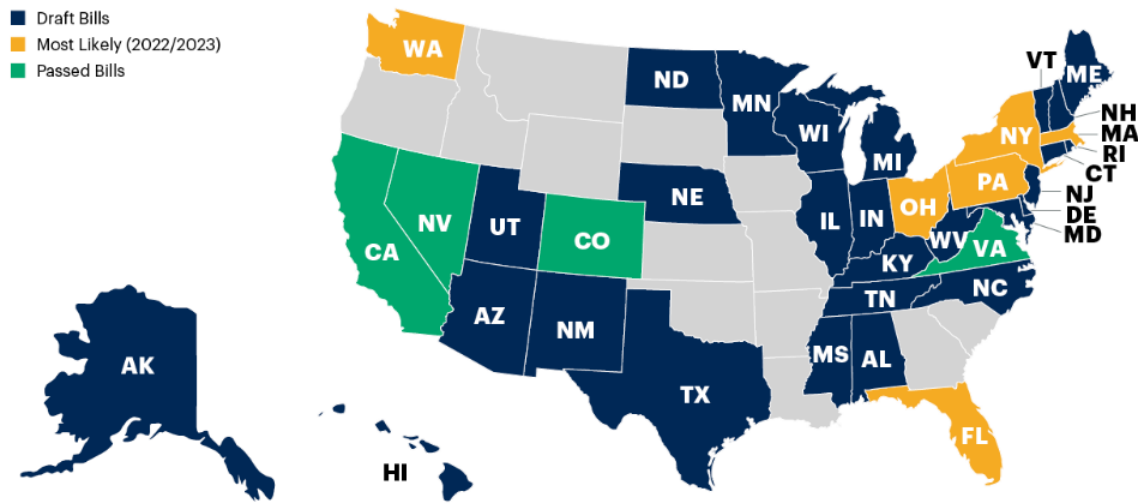 Draft Bills
Most Likely (2022/2023)
Passed Bills
WA
ND
MN
WI
MI
VT
ME
NH
MA
RI
CT
NY
PA
NJ
DE
MD
NE
IL
IN
OH
WV
VA
KY
NC
TN
CA
NV
UT
CO
AZ
NM
TX
MS
AL
FL
AK
HI